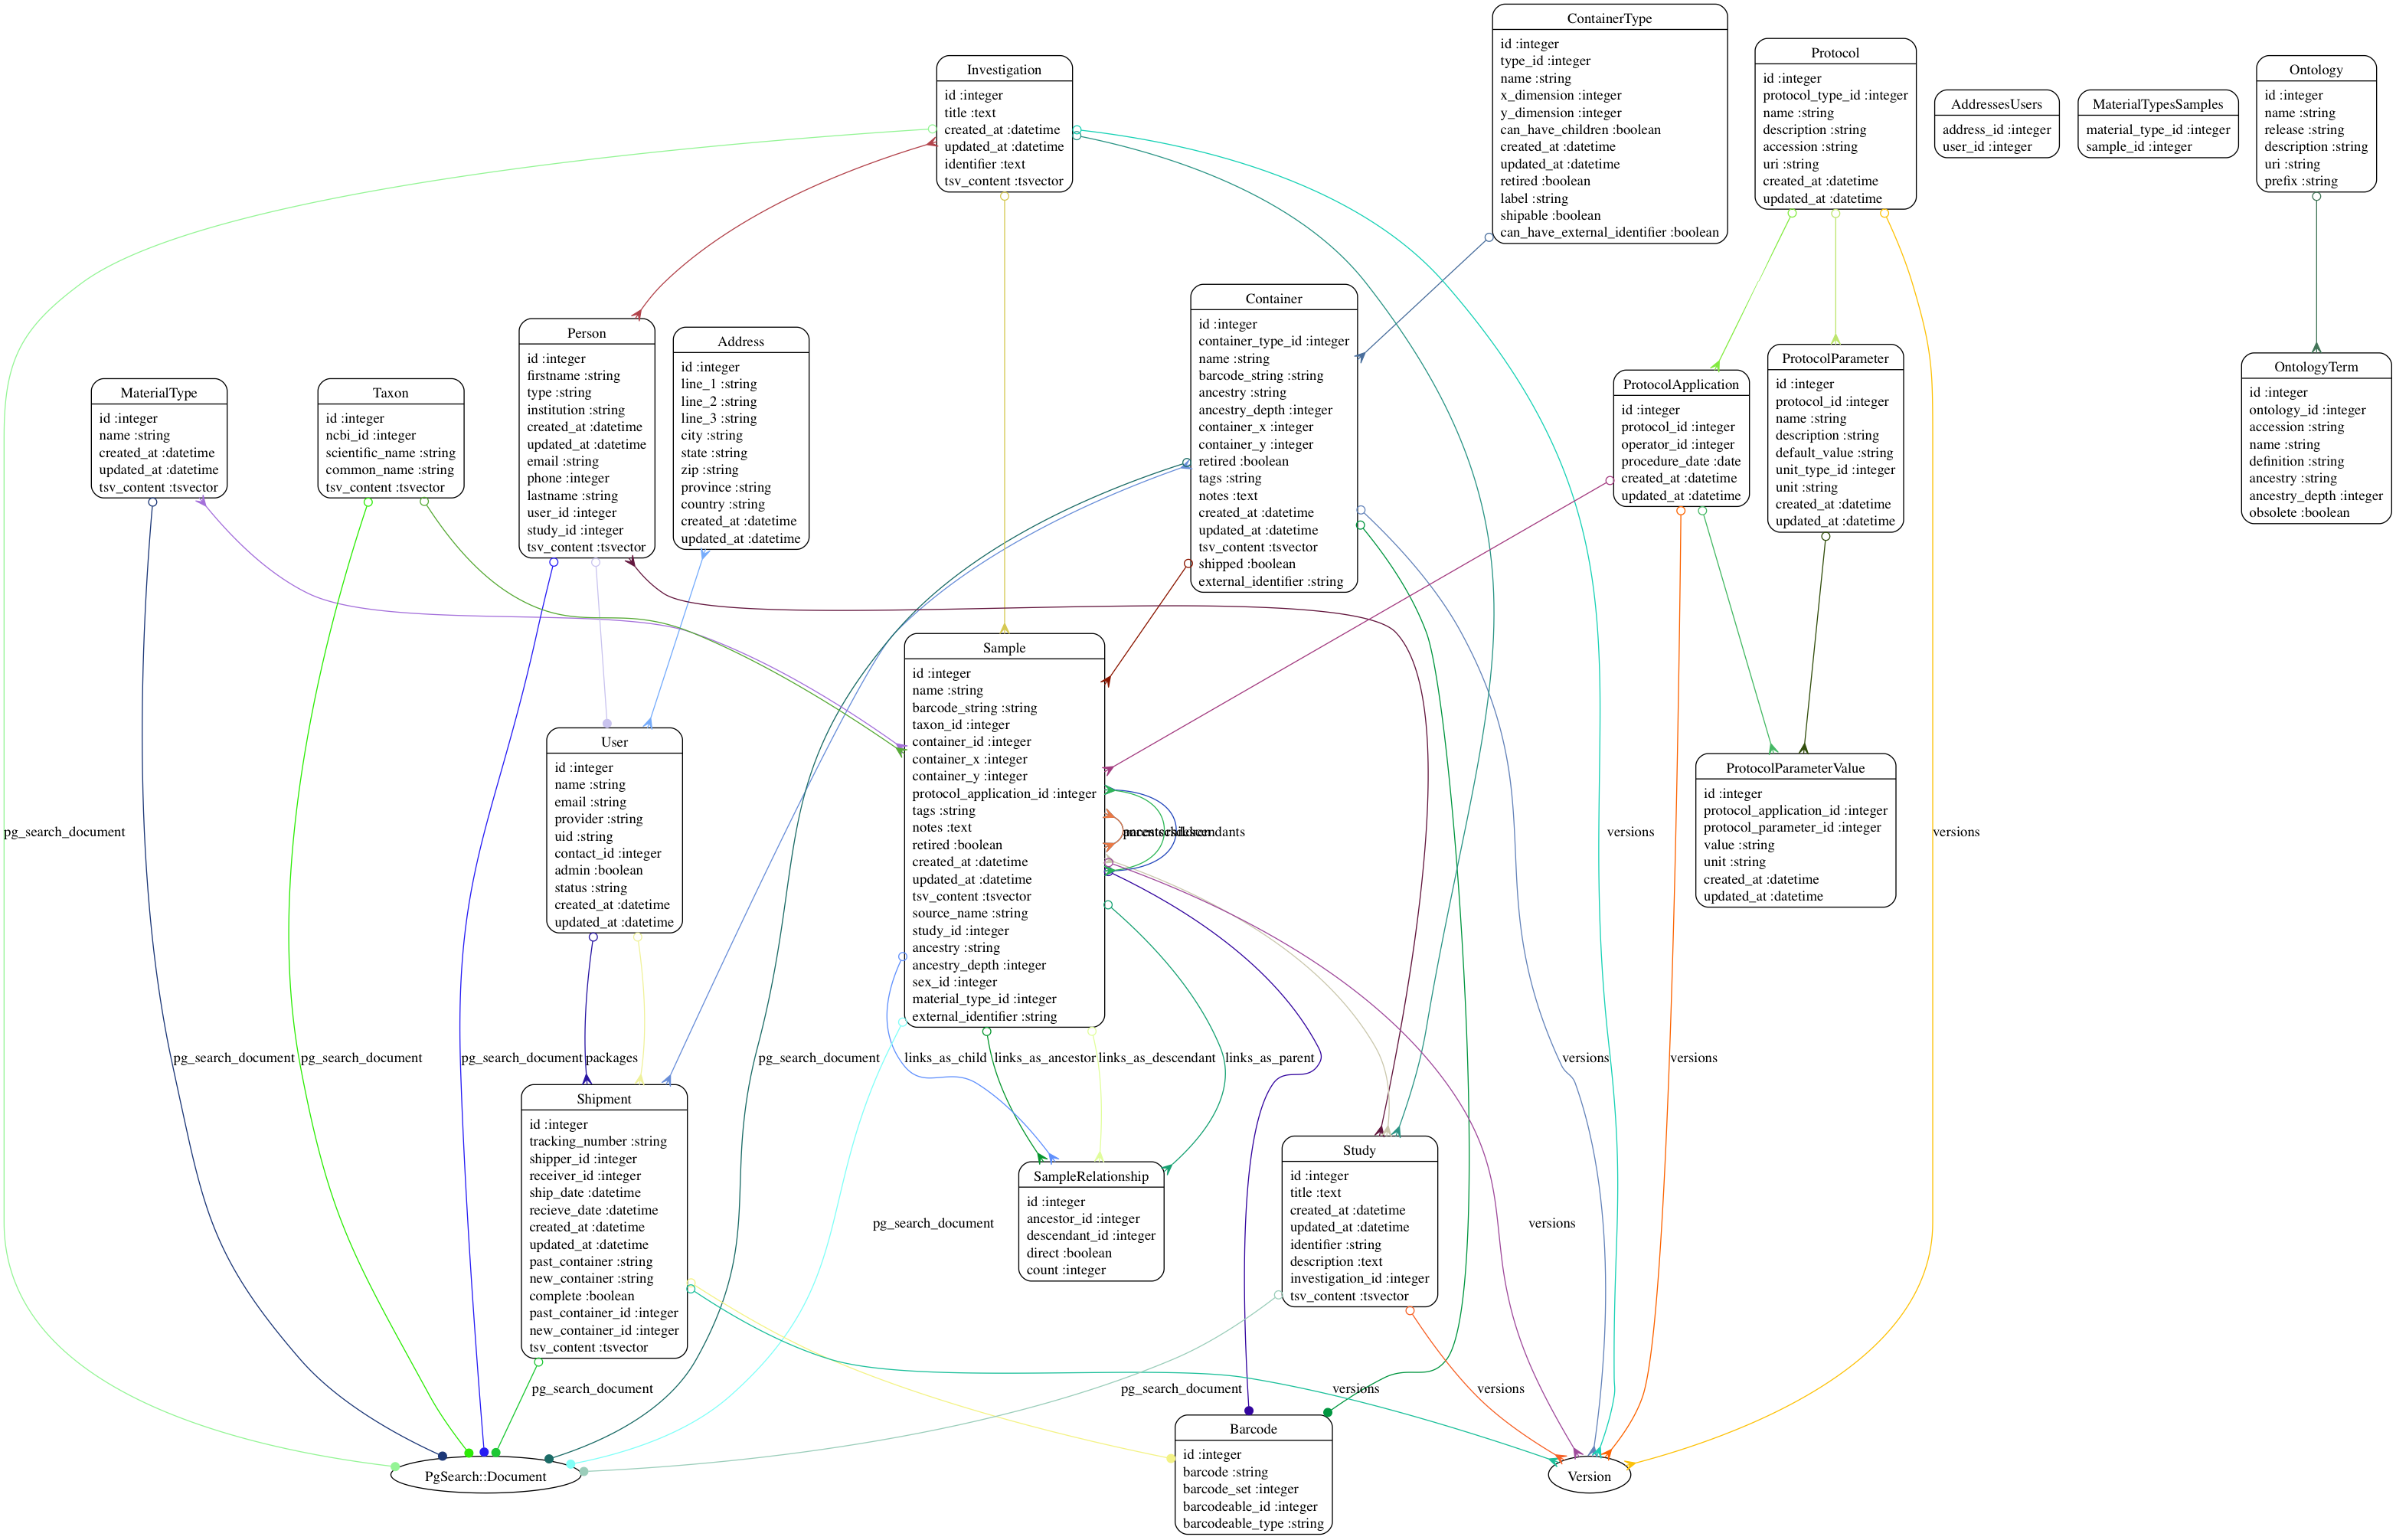 ContainerType
id :integer
type_id :integer
name :string
x_dimension :integer
y_dimension :integer
can_have_children :boolean
created_at :datetime
updated_at :datetime
retired :boolean
label :string
shipable :boolean
can_have_external_identifier :boolean
Protocol
id :integer
protocol_type_id :integer
name :string
description :string
accession :string
uri :string
created_at :datetime
updated_at :datetime
Investigation
id :integer
title :text
created_at :datetime
updated_at :datetime
identifier :text
tsv_content :tsvector
AddressesUsers
address_id :integer
user_id :integer
MaterialTypesSamples
material_type_id :integer
sample_id :integer
Ontology
id :integer
name :string
release :string
description :string
uri :string
prefix :string
Container
id :integer
container_type_id :integer
name :string
barcode_string :string
ancestry :string
ancestry_depth :integer
container_x :integer
container_y :integer
retired :boolean
tags :string
notes :text
created_at :datetime
updated_at :datetime
tsv_content :tsvector
shipped :boolean
external_identifier :string
Person
id :integer
firstname :string
type :string
institution :string
created_at :datetime
updated_at :datetime
email :string
phone :integer
lastname :string
user_id :integer
study_id :integer
tsv_content :tsvector
Address
id :integer
line_1 :string
line_2 :string
line_3 :string
city :string
state :string
zip :string
province :string
country :string
created_at :datetime
updated_at :datetime
MaterialType
id :integer
name :string
created_at :datetime
updated_at :datetime
tsv_content :tsvector
Taxon
id :integer
ncbi_id :integer
scientific_name :string
common_name :string
tsv_content :tsvector
ProtocolApplication
id :integer
protocol_id :integer
operator_id :integer
procedure_date :date
created_at :datetime
updated_at :datetime
ProtocolParameter
id :integer
protocol_id :integer
name :string
description :string
default_value :string
unit_type_id :integer
unit :string
created_at :datetime
updated_at :datetime
OntologyTerm
id :integer
ontology_id :integer
accession :string
name :string
definition :string
ancestry :string
ancestry_depth :integer
obsolete :boolean
Sample
id :integer
name :string
barcode_string :string
taxon_id :integer
container_id :integer
container_x :integer
container_y :integer
protocol_application_id :integer
tags :string
notes :text
retired :boolean
created_at :datetime
updated_at :datetime
tsv_content :tsvector
source_name :string
study_id :integer
ancestry :string
ancestry_depth :integer
sex_id :integer
material_type_id :integer
external_identifier :string
User
id :integer
name :string
email :string
provider :string
uid :string
contact_id :integer
admin :boolean
status :string
created_at :datetime
updated_at :datetime
ProtocolParameterValue
id :integer
protocol_application_id :integer
protocol_parameter_id :integer
value :string
unit :string
created_at :datetime
updated_at :datetime
pg_search_document
versions
versions
pg_search_document
pg_search_document
pg_search_document
packages
pg_search_document
links_as_child
links_as_ancestor
links_as_descendant
links_as_parent
versions
versions
Shipment
id :integer
tracking_number :string
shipper_id :integer
receiver_id :integer
ship_date :datetime
recieve_date :datetime
created_at :datetime
updated_at :datetime
past_container :string
new_container :string
complete :boolean
past_container_id :integer
new_container_id :integer
tsv_content :tsvector
SampleRelationship
id :integer
ancestor_id :integer
descendant_id :integer
direct :boolean
count :integer
Study
id :integer
title :text
created_at :datetime
updated_at :datetime
identifier :string
description :text
investigation_id :integer
tsv_content :tsvector
pg_search_document
versions
pg_search_document
pg_search_document
versions
versions
Barcode
id :integer
barcode :string
barcode_set :integer
barcodeable_id :integer
barcodeable_type :string
PgSearch::Document
Version